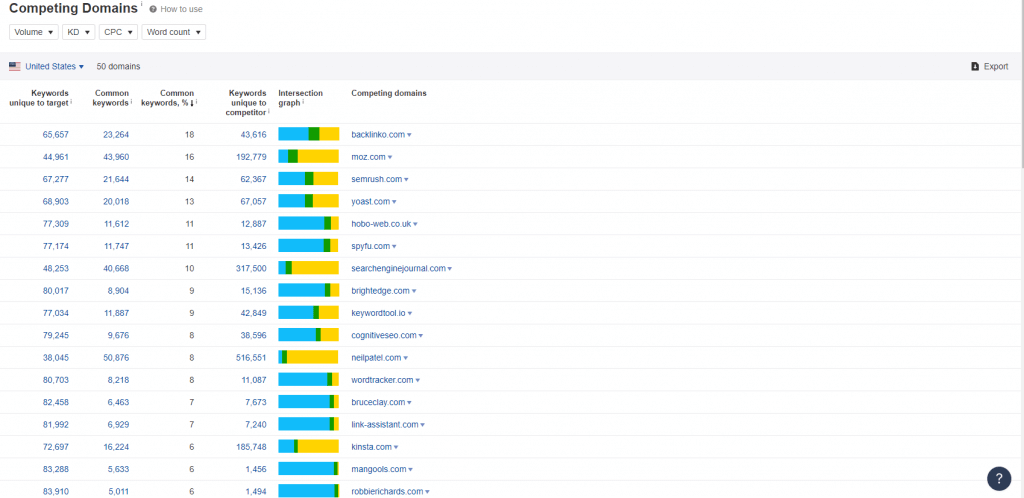 Competing Domains i ? How to use
Volume ▼ KD ▼ CPC ▼ Word count ▼
United States ▼ 50 domains Export
Keywords unique to target i Common keywords i Common keywords, % ↓ i Keywords unique to competitor i Intersection graph i Competing domains
65,657 23,264 18 43,616 backlinko.com ▼
44,961 43,960 16 192,779 moz.com ▼
67,277 21,644 14 62,367 semrush.com ▼
68,903 20,018 13 67,057 yoast.com ▼
77,309 11,612 11 12,887 hobo-web.co.uk ▼
77,174 11,747 11 13,426 spyfu.com ▼
48,253 40,668 10 317,500 searchenginejournal.com ▼
80,017 8,904 9 15,136 brightedge.com ▼
77,034 11,887 9 42,849 keywordtool.io ▼
79,245 9,676 8 38,596 cognitiveseo.com ▼
38,045 50,876 8 516,551 neilpatel.com ▼
80,703 8,218 8 11,087 wordtracker.com ▼
82,458 6,463 7 7,673 bruceclay.com ▼
81,992 6,929 7 7,240 link-assistant.com ▼
72,697 16,224 6 185,748 kinsta.com ▼
83,288 5,633 6 1,456 mangools.com ▼
83,910 5,011 6 1,494 robbierichards.com ▼
?